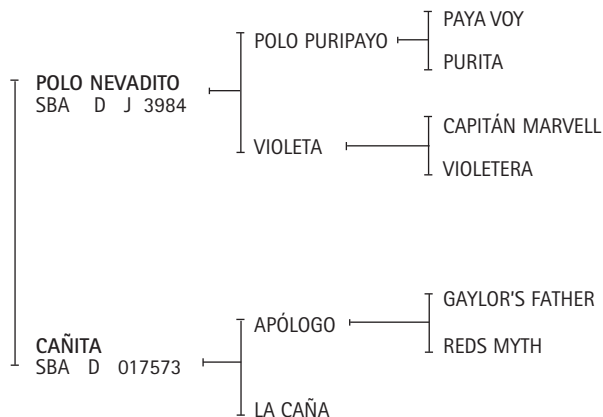 PAYA VOY
POLO PURIPAYO
PURITA
POLO NEVADITO
SBA D J 3984
CAPITÁN MARVELL
VIOLETA
VIOLETERA
GAYLOR'S FATHER
APÓLOGO
REDS MYTH
CAÑITA
SBA D 017573
LA CAÑA